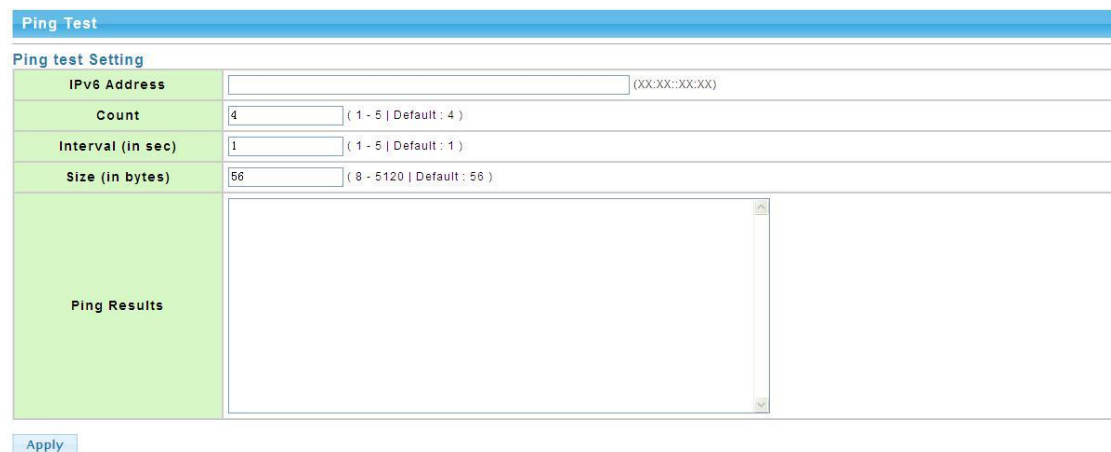 Ping Test
Ping test Setting
IPv6 Address (XX:XX::XX:XX)
Count 4 ( 1 - 5 | Default : 4 )
Interval (in sec) 1 ( 1 - 5 | Default : 1 )
Size (in bytes) 56 ( 8 - 5120 | Default : 56 )
Ping Results
Apply